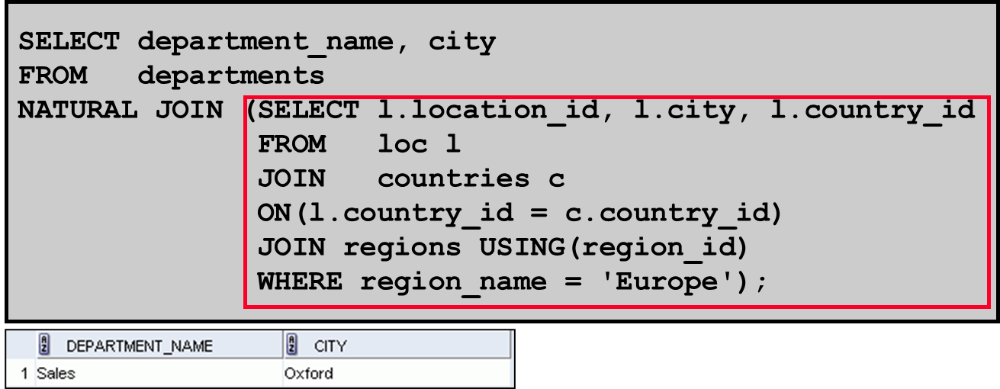 SELECT department_name, city
FROM   departments
NATURAL JOIN (SELECT l.location_id, l.city, l.country_id
              FROM   loc l
              JOIN   countries c
              ON(l.country_id = c.country_id)
              JOIN regions USING(region_id)
              WHERE region_name = 'Europe');
DEPARTMENT_NAME CITY
1 Sales Oxford